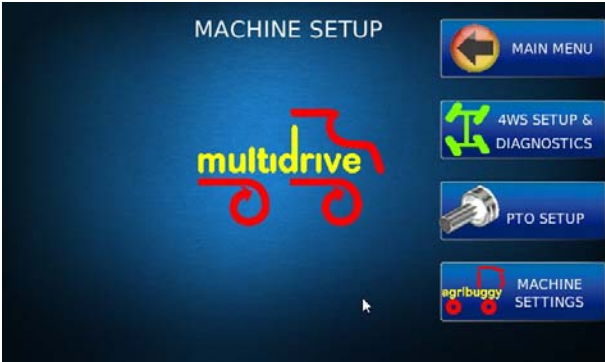 MACHINE SETUP
MAIN MENU
4WS SETUP &
DIAGNOSTICS
multidrive
PTO SETUP
agribuggy
MACHINE
SETTINGS